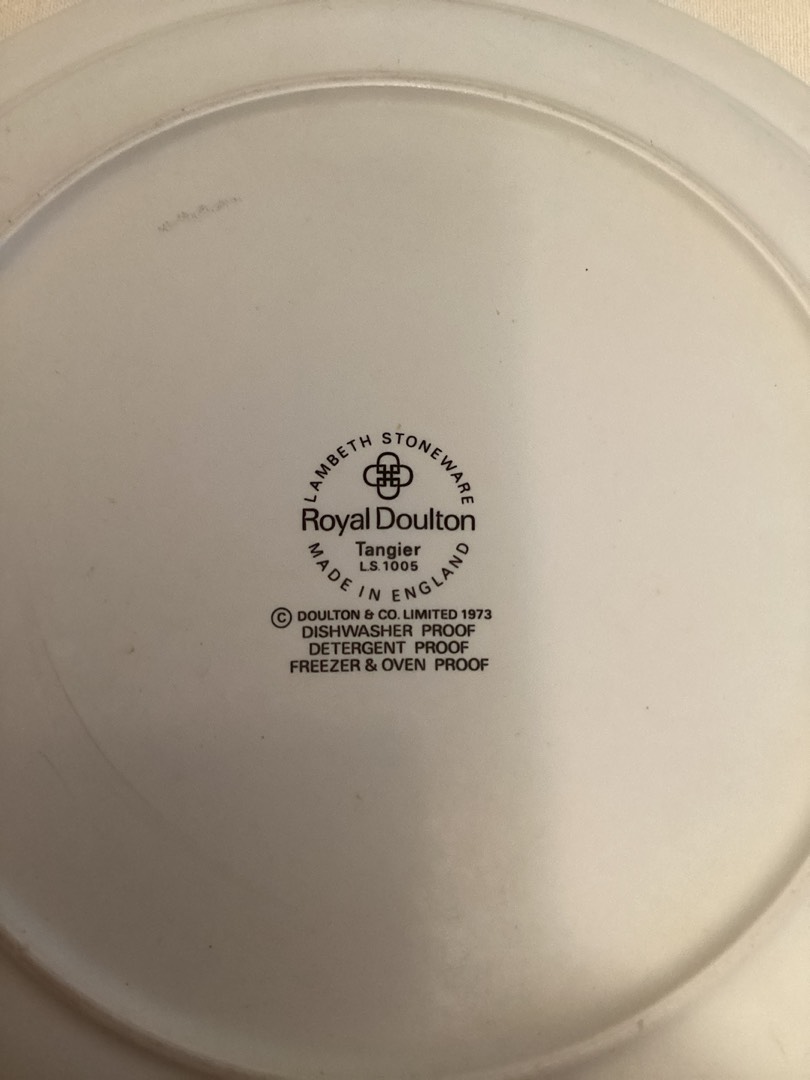 LAMBETH STONEWARE
Royal Doulton
Tangier
L.S.1005
MADE IN ENGLAND
© DOULTON & CO. LIMITED 1973
DISHWASHER PROOF
DETERGENT PROOF
FREEZER & OVEN PROOF